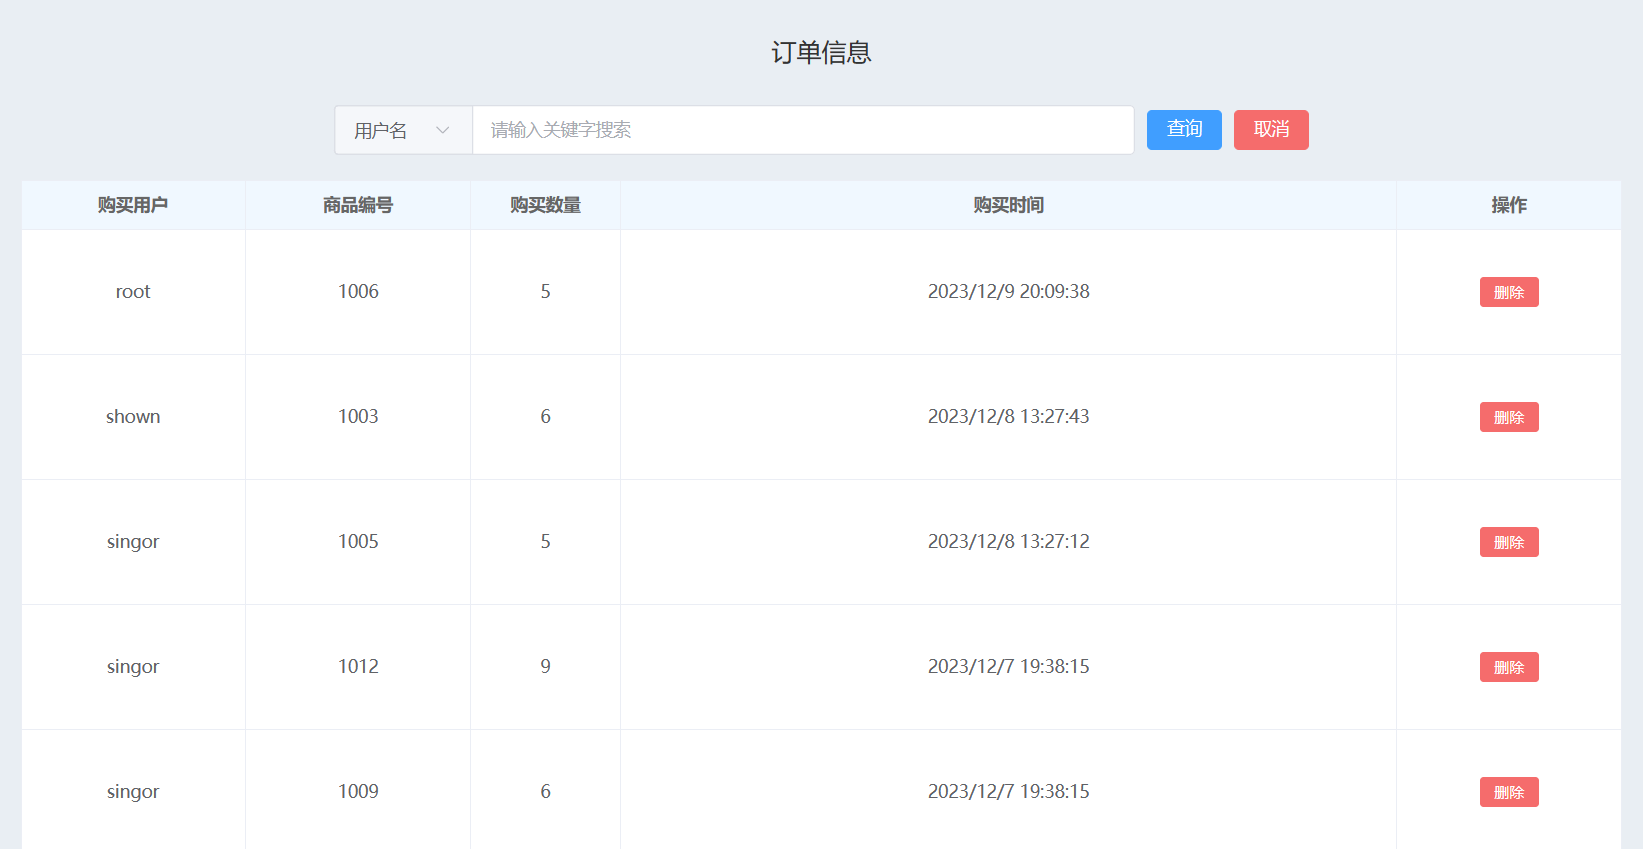 订单信息
用户名 请输入关键字搜索 查询 取消
购买用户 商品编号 购买数量 购买时间 操作
root 1006 5 2023/12/9 20:09:38 删除
shown 1003 6 2023/12/8 13:27:43 删除
singor 1005 5 2023/12/8 13:27:12 删除
singor 1012 9 2023/12/7 19:38:15 删除
singor 1009 6 2023/12/7 19:38:15 删除